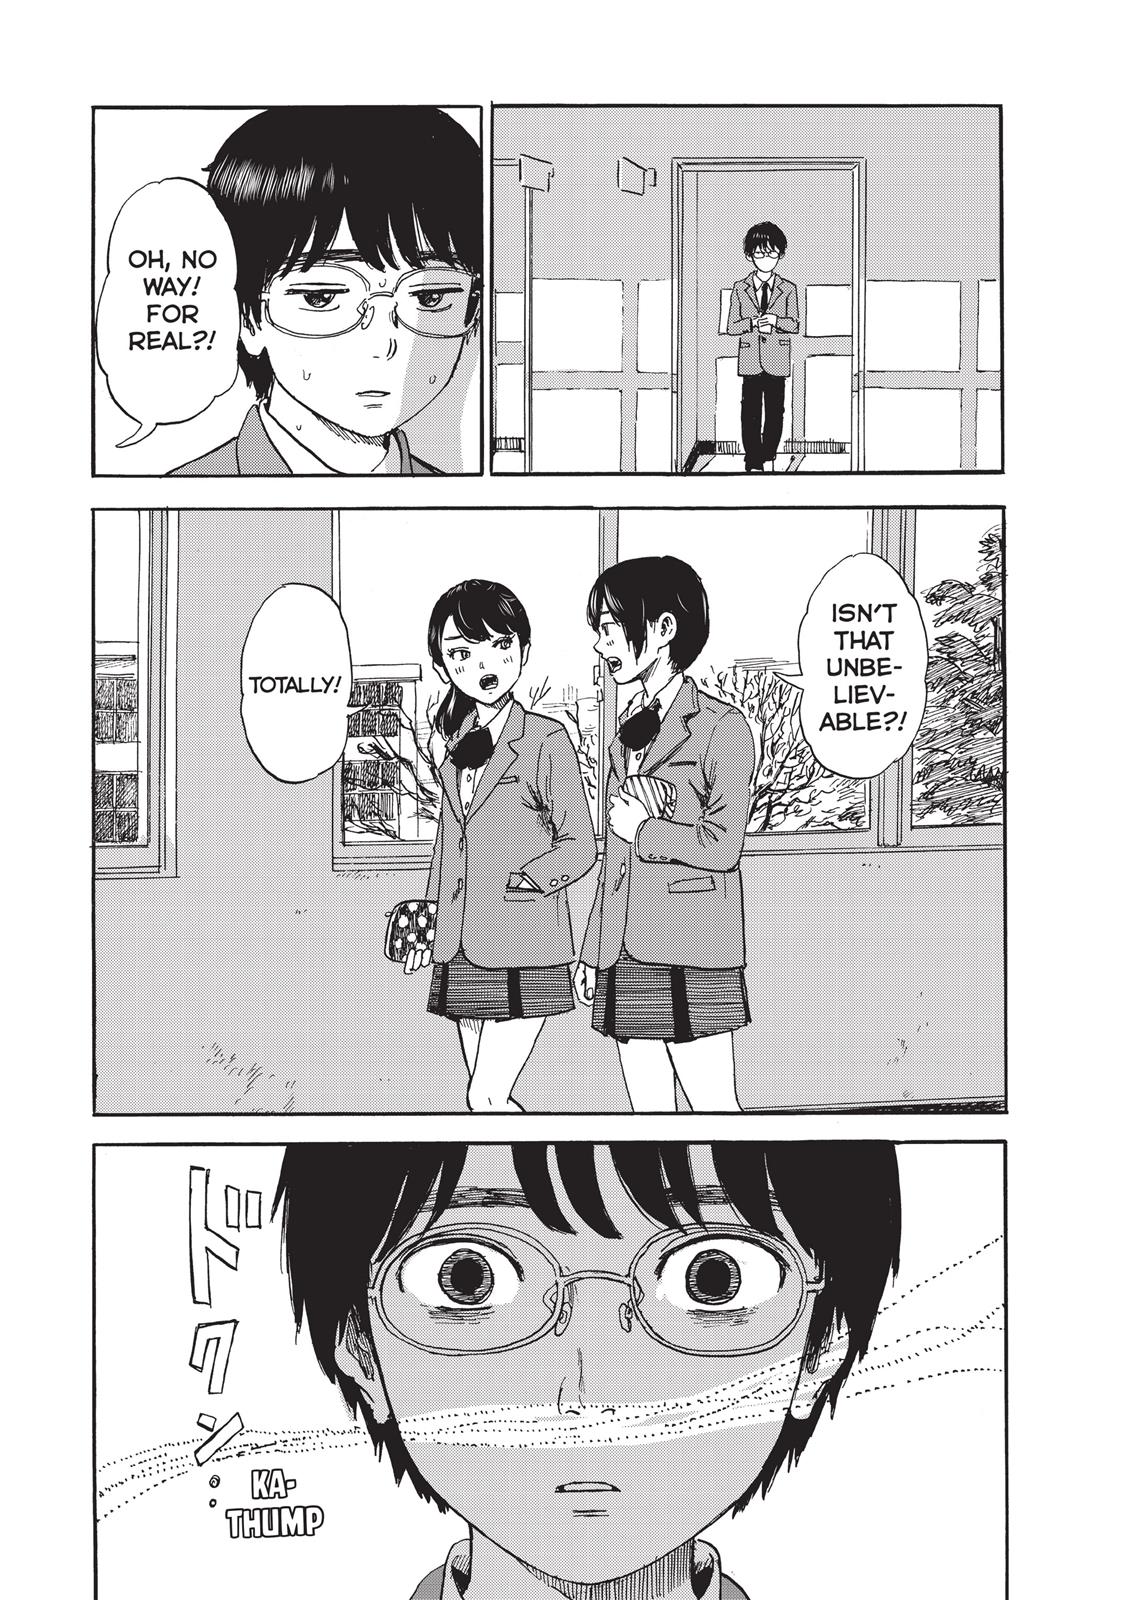 OH, NO
WAY!
FOR
REAL?!
ISN'T
THAT
UNBE-
LIEV-
ABLE?!
TOTALLY!
ドクン
KA-
THUMP